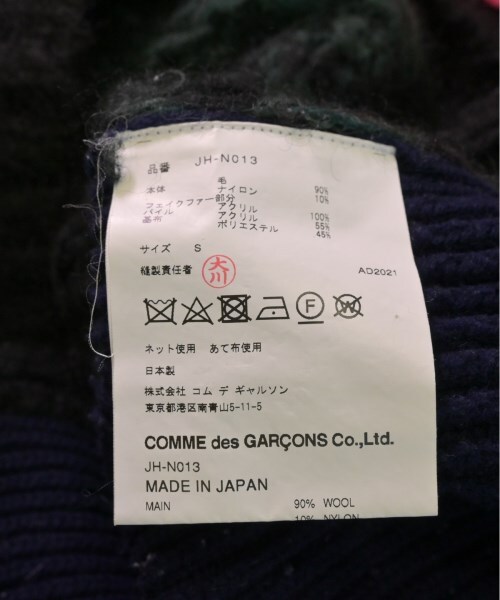 品番 JH-N013
毛 90%
本体 ナイロン 10%
フェイクファー部分
パイル アクリル 100%
基布 アクリル 55%
ポリエステル 45%
サイズ S
縫製責任者 大川
AD2021
F
W
ネット使用 あて布使用
日本製
株式会社 コム デ ギャルソン
東京都港区南青山5-11-5
COMME des GARÇONS Co.,Ltd.
JH-N013
MADE IN JAPAN
MAIN 90% WOOL
10% NYLON